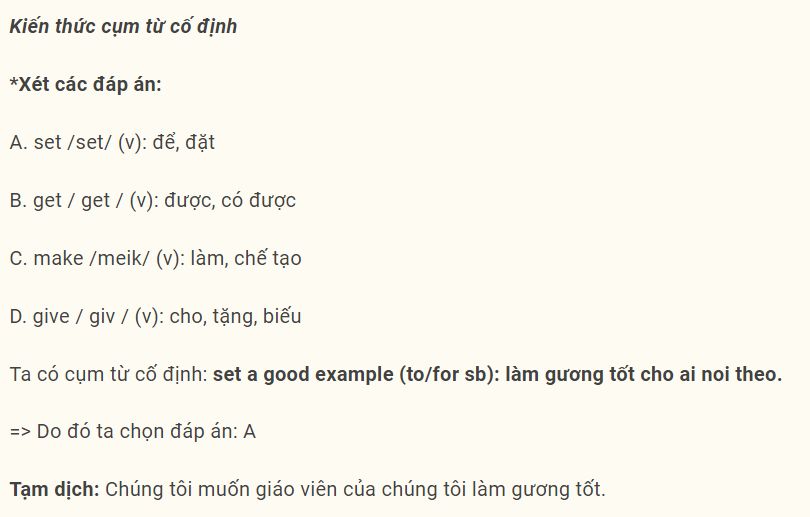 Kiến thức cụm từ cố định
*Xét các đáp án:
A. set /set/ (v): để, đặt
B. get / get / (v): được, có được
C. make /meik/ (v): làm, chế tạo
D. give / giv / (v): cho, tặng, biếu
Ta có cụm từ cố định: set a good example (to/for sb): làm gương tốt cho ai noi theo.
=> Do đó ta chọn đáp án: A
Tạm dịch: Chúng tôi muốn giáo viên của chúng tôi làm gương tốt.